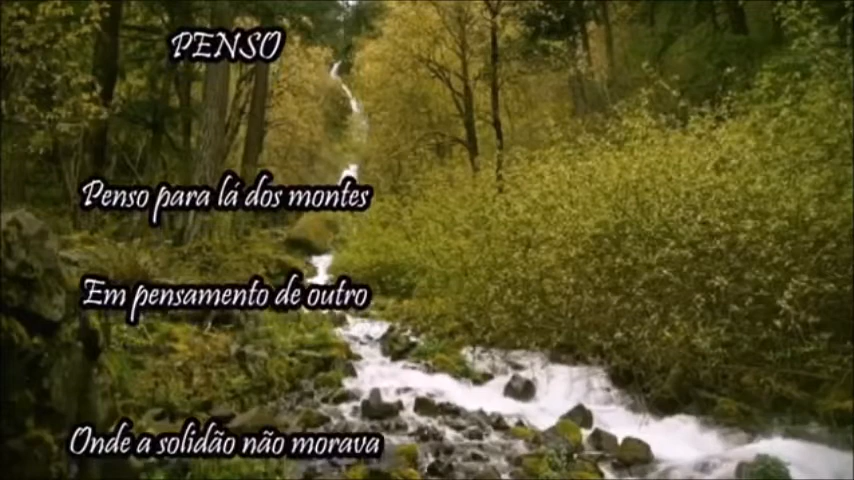 PENSO
Penso para lá dos montes
Em pensamento de outro
Onde a solidão não morava